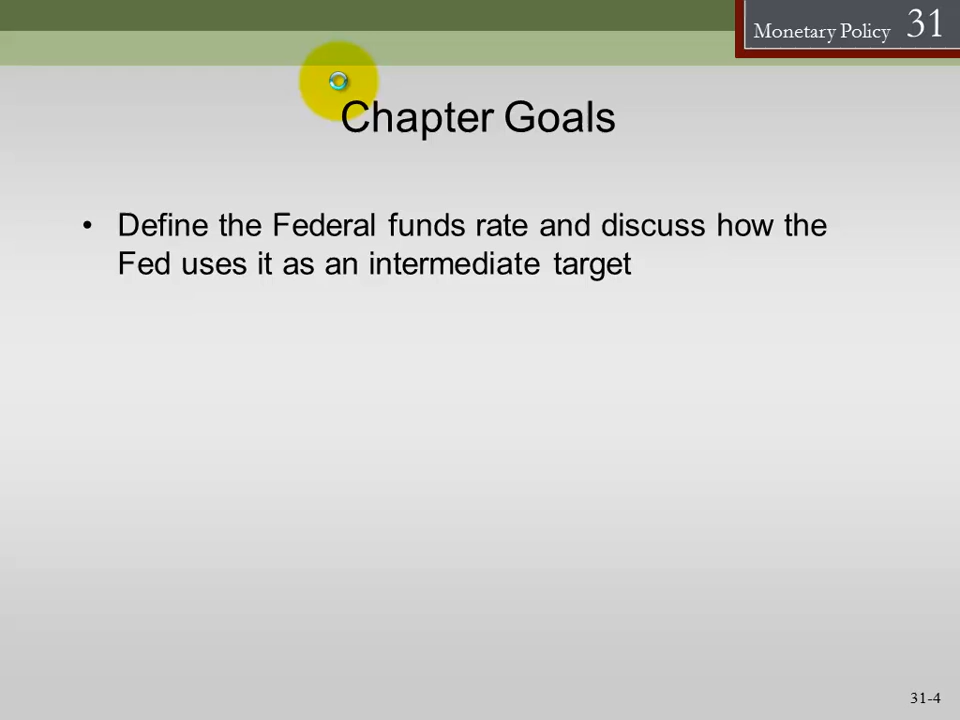 Monetary Policy 31
Chapter Goals
• Define the Federal funds rate and discuss how the
Fed uses it as an intermediate target
31-4